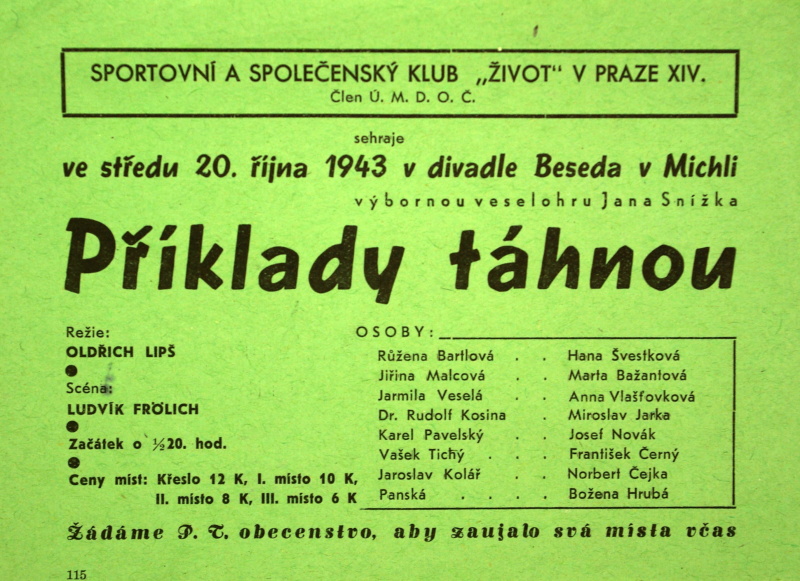 SPORTOVNÍ A SPOLEČENSKÝ KLUB „ŽIVOT“ V PRAZE XIV.
Člen Ú. M. D. O. Č.
sehraje
ve středu 20. října 1943 v divadle Beseda v Michli
výbornou veselohru Jana Snížka
Příklady táhnou
Režie:
OLDŘICH LIPŠ
Scéna:
LUDVÍK FRÖLICH
Začátek o ½20. hod.
Ceny míst: Křeslo 12 K, I. místo 10 K,
II. místo 8 K, III. místo 6 K
OSOBY:
Růžena Bartlová . . Hana Švestková
Jiřina Malcová . . Marta Bažantová
Jarmila Veselá . . Anna Vlašťovková
Dr. Rudolf Kosina . Miroslav Jarka
Karel Pavelský . . Josef Novák
Vašek Tichý . . . František Černý
Jaroslav Kolář . . Norbert Čejka
Panská . . . . Božena Hrubá
Žádáme P. T. obecenstvo, aby zaujalo svá místa včas
115